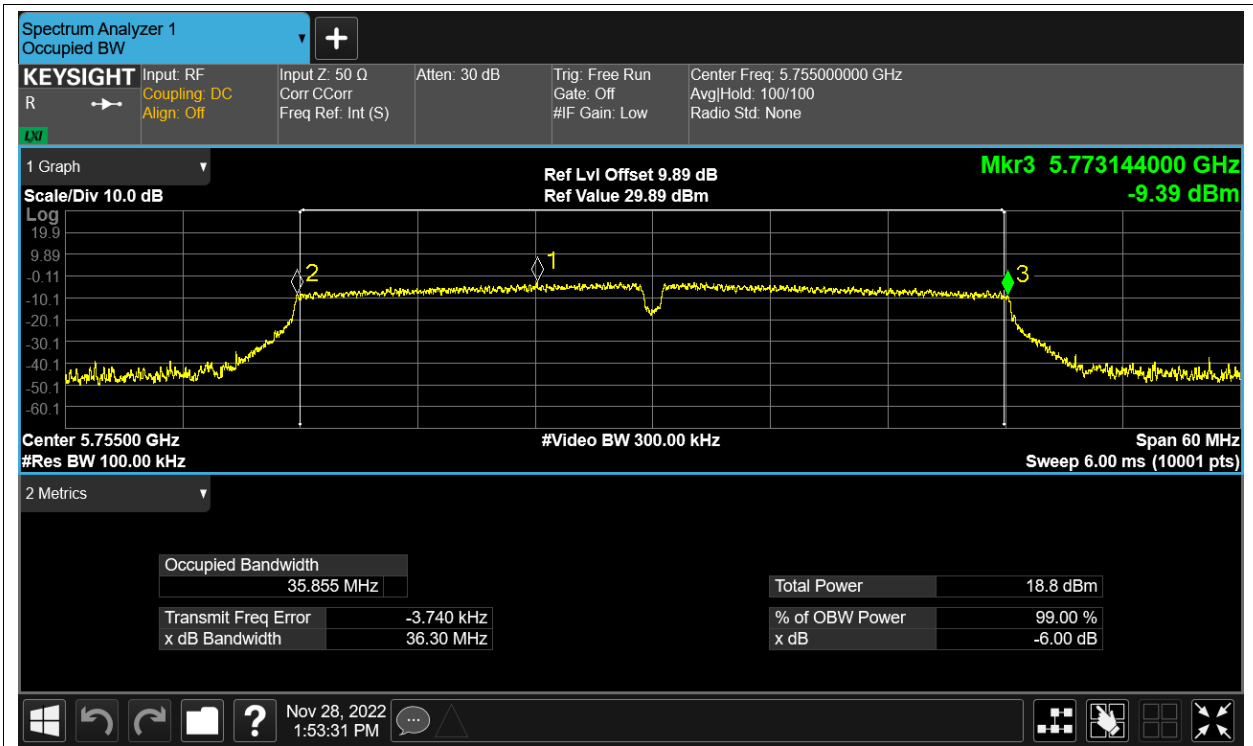 Spectrum Analyzer 1
Occupied BW
KEYSIGHT
R
LXI
Input: RF
Coupling: DC
Align: Off
Input Z: 50 Ω
Corr CCorr
Freq Ref: Int (S)
Atten: 30 dB
Trig: Free Run
Gate: Off
#IF Gain: Low
Center Freq: 5.755000000 GHz
Avg|Hold: 100/100
Radio Std: None
1 Graph
Scale/Div 10.0 dB
Ref Lvl Offset 9.89 dB
Ref Value 29.89 dBm
Mkr3 5.773144000 GHz
-9.39 dBm
Log
19.9
9.89
-0.11
-10.1
-20.1
-30.1
-40.1
-50.1
-60.1
2
1
3
Center 5.75500 GHz
#Video BW 300.00 kHz
Span 60 MHz
#Res BW 100.00 kHz
Sweep 6.00 ms (10001 pts)
2 Metrics
Occupied Bandwidth
35.855 MHz
Transmit Freq Error -3.740 kHz
x dB Bandwidth 36.30 MHz
Total Power 18.8 dBm
% of OBW Power 99.00 %
x dB -6.00 dB
?
Nov 28, 2022
1:53:31 PM